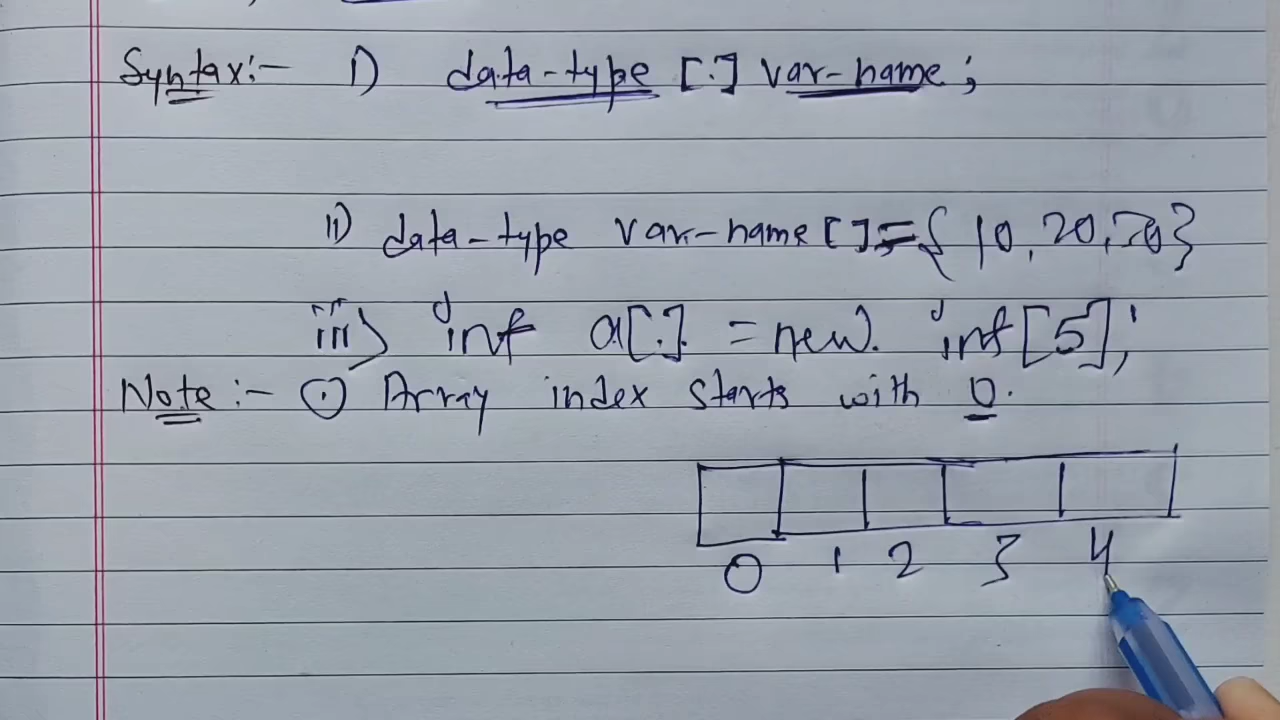 Syntax:- i) data-type [.] var-name;
ii) data-type var-name[]={10,20,30}
iii) int a[.] = new int[5];
Note:- ① Array index starts with 0.
0 1 2 3 4